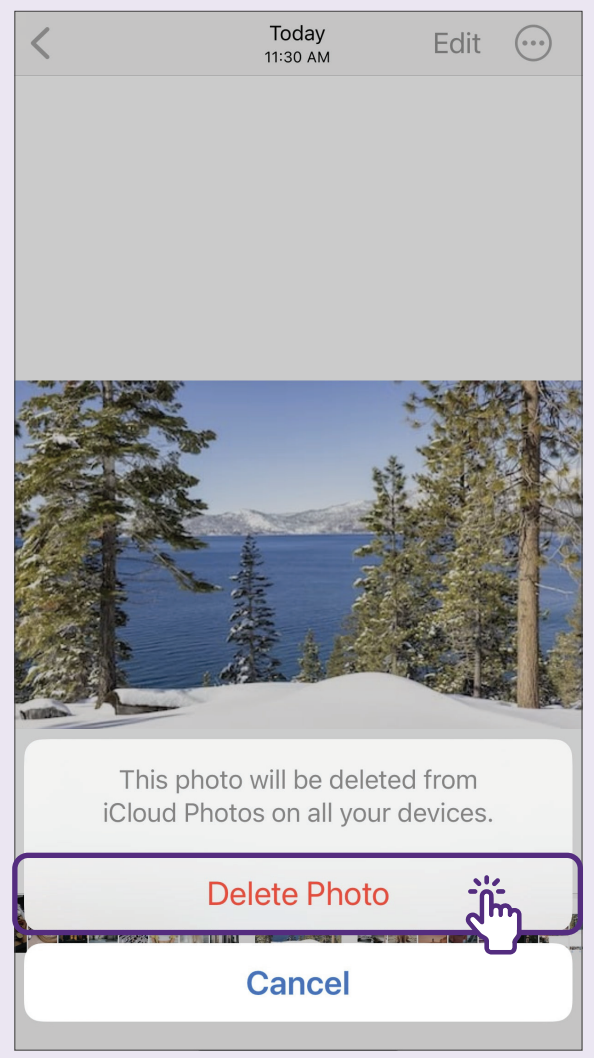 Today
11:30 AM
Edit
This photo will be deleted from
iCloud Photos on all your devices.
Delete Photo
Cancel